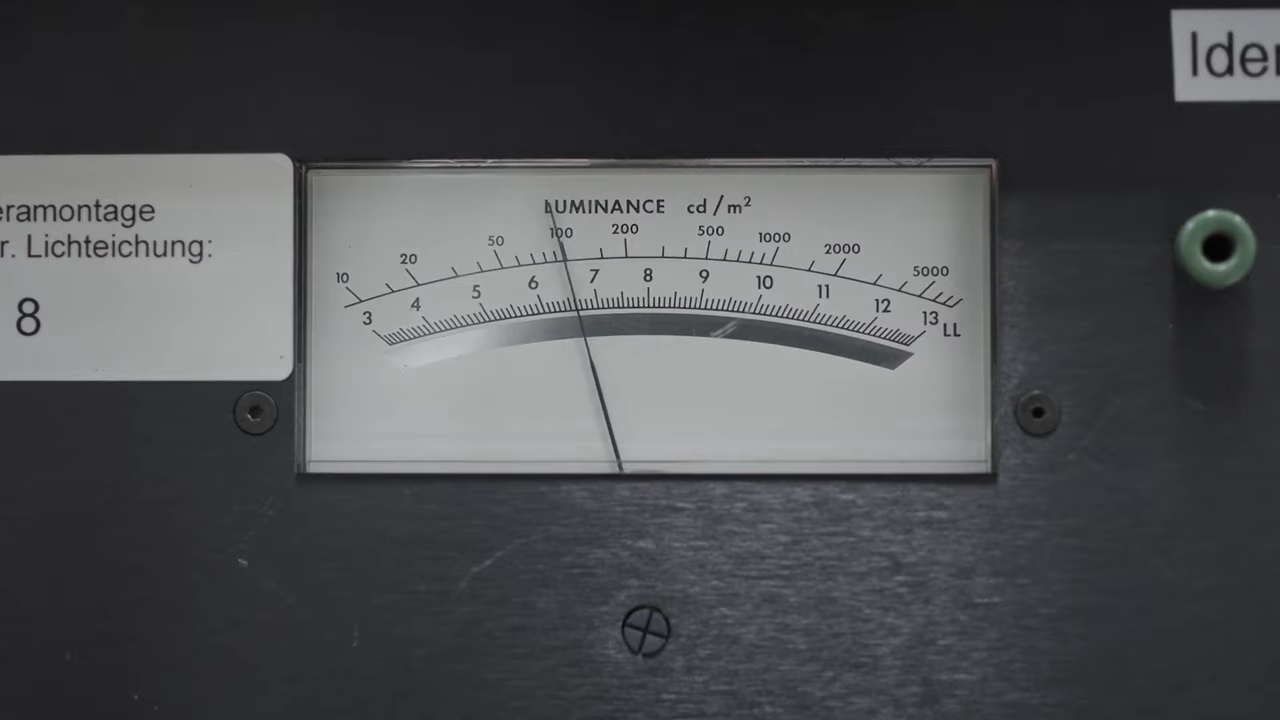 Iden
eramontage
r. Lichteichung:
8
LUMINANCE cd/m²
10 20 50 100 200 500 1000 2000 5000
3 4 5 6 7 8 9 10 11 12 13 LL